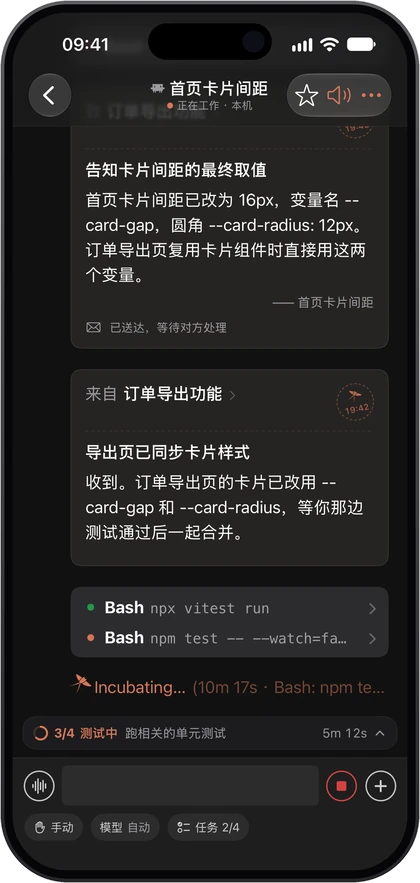 09:41
首页卡片间距
正在工作 · 本机
订单导出功能
19:42
告知卡片间距的最终取值
首页卡片间距已改为 16px，变量名 --
card-gap，圆角 --card-radius: 12px。
订单导出页复用卡片组件时直接用这两
个变量。
—— 首页卡片间距
已送达，等待对方处理
来自 订单导出功能
19:42
导出页已同步卡片样式
收到。订单导出页的卡片已改用 --
card-gap 和 --card-radius，等你那边
测试通过后一起合并。
Bash npx vitest run
Bash npm test -- --watch=fa…
Incubating... (10m 17s · Bash: npm te...
3/4 测试中 跑相关的单元测试 5m 12s
手动 模型 自动 任务 2/4